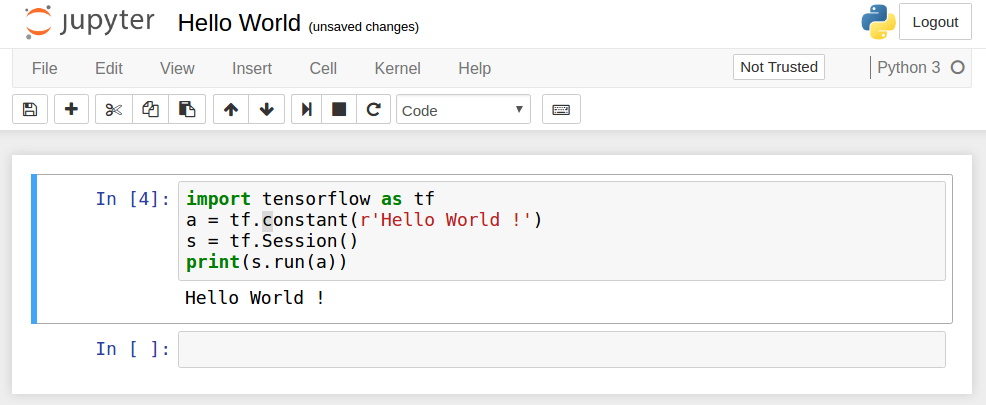 jupyter Hello World (unsaved changes) Logout
File Edit View Insert Cell Kernel Help Not Trusted Python 3
Code
In [4]: import tensorflow as tf
a = tf.constant(r'Hello World !')
s = tf.Session()
print(s.run(a))
Hello World !
In [ ]: